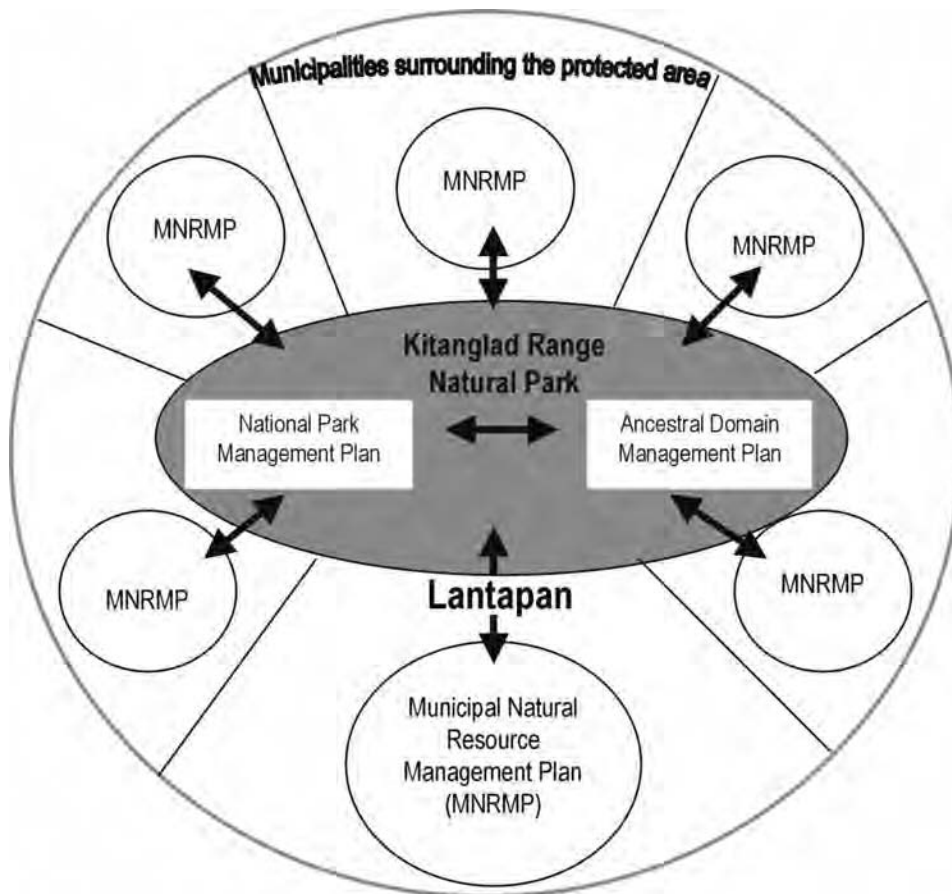 Municipalities surrounding the protected area
MNRMP
MNRMP
MNRMP
Kitanglad Range
Natural Park
National Park
Management Plan
Ancestral Domain
Management Plan
MNRMP
MNRMP
Lantapan
Municipal Natural
Resource
Management Plan
(MNRMP)